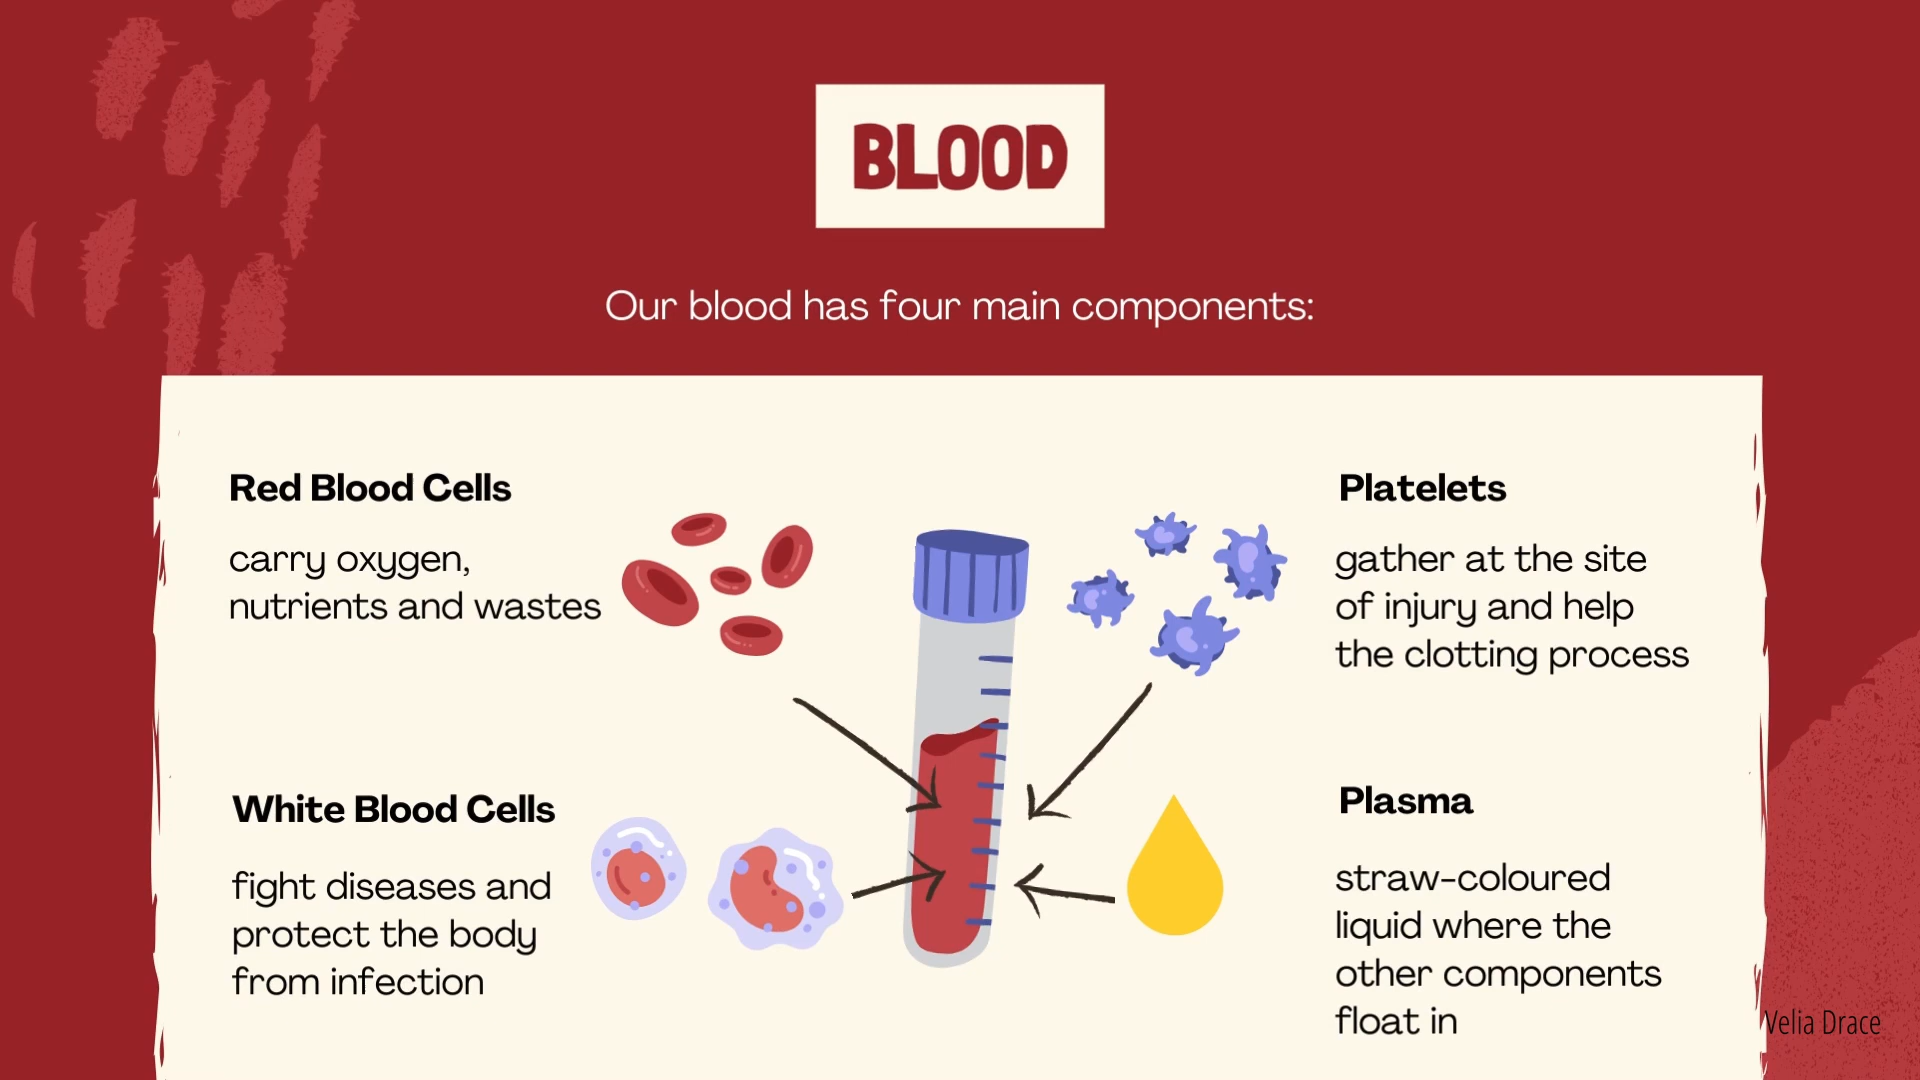 BLOOD
Our blood has four main components:
Red Blood Cells
carry oxygen,
nutrients and wastes
White Blood Cells
fight diseases and
protect the body
from infection
Platelets
gather at the site
of injury and help
the clotting process
Plasma
straw-coloured
liquid where the
other components
float in
Velia Drace